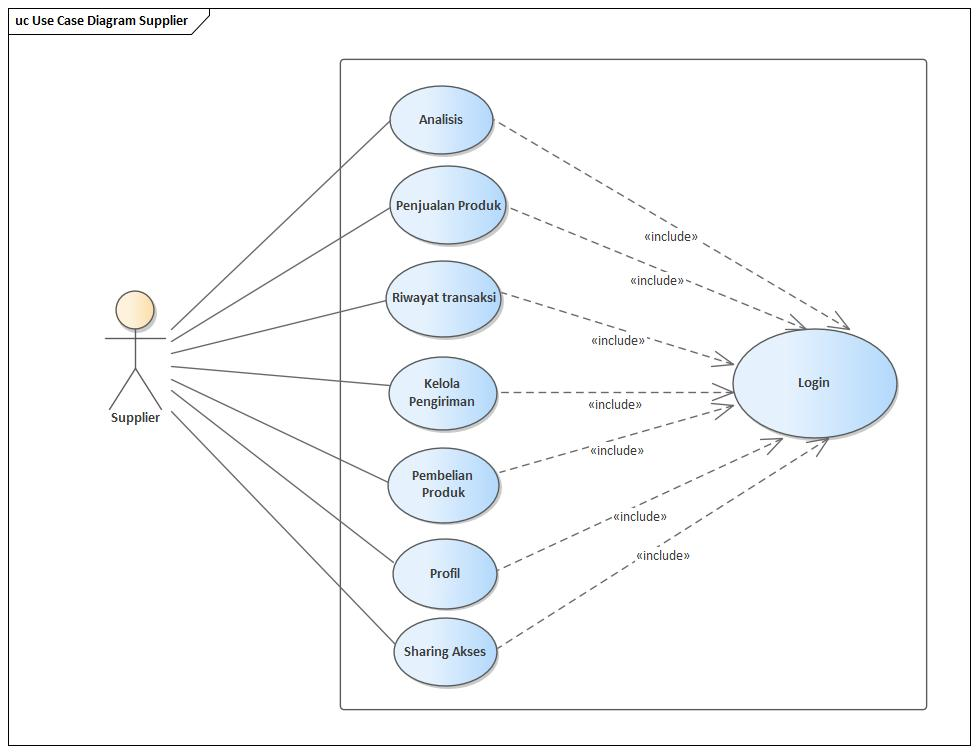 uc Use Case Diagram Supplier
Analisis
Penjualan Produk
«include»
«include»
Riwayat transaksi
«include»
Login
Kelola
Pengiriman
«include»
Supplier
«include»
Pembelian
Produk
«include»
«include»
Profil
Sharing Akses